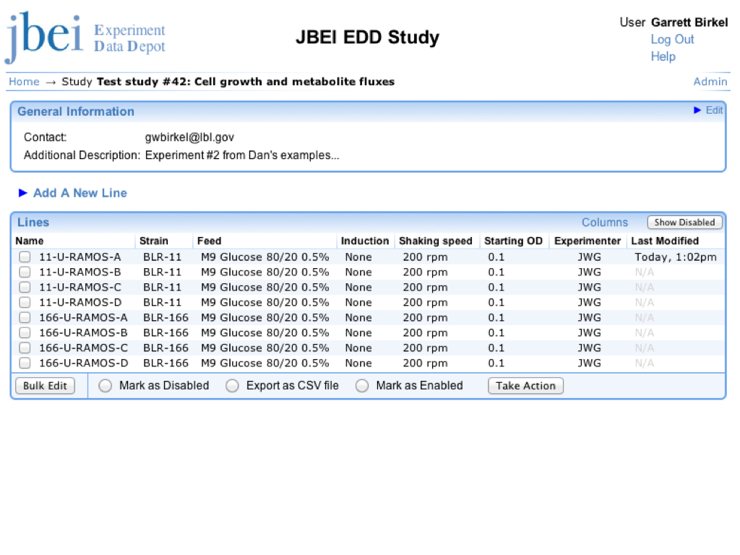 jbei Experiment Data Depot
JBEI EDD Study
User Garrett Birkel
Log Out
Help
Home → Study Test study #42: Cell growth and metabolite fluxes
Admin
General Information
▶ Edit
Contact: gwbirkel@lbl.gov
Additional Description: Experiment #2 from Dan's examples...
▶ Add A New Line
Lines Columns Show Disabled
Name Strain Feed Induction Shaking speed Starting OD Experimenter Last Modified
11-U-RAMOS-A BLR-11 M9 Glucose 80/20 0.5% None 200 rpm 0.1 JWG Today, 1:02pm
11-U-RAMOS-B BLR-11 M9 Glucose 80/20 0.5% None 200 rpm 0.1 JWG N/A
11-U-RAMOS-C BLR-11 M9 Glucose 80/20 0.5% None 200 rpm 0.1 JWG N/A
11-U-RAMOS-D BLR-11 M9 Glucose 80/20 0.5% None 200 rpm 0.1 JWG N/A
166-U-RAMOS-A BLR-166 M9 Glucose 80/20 0.5% None 200 rpm 0.1 JWG N/A
166-U-RAMOS-B BLR-166 M9 Glucose 80/20 0.5% None 200 rpm 0.1 JWG N/A
166-U-RAMOS-C BLR-166 M9 Glucose 80/20 0.5% None 200 rpm 0.1 JWG N/A
166-U-RAMOS-D BLR-166 M9 Glucose 80/20 0.5% None 200 rpm 0.1 JWG N/A
Bulk Edit Mark as Disabled Export as CSV file Mark as Enabled Take Action